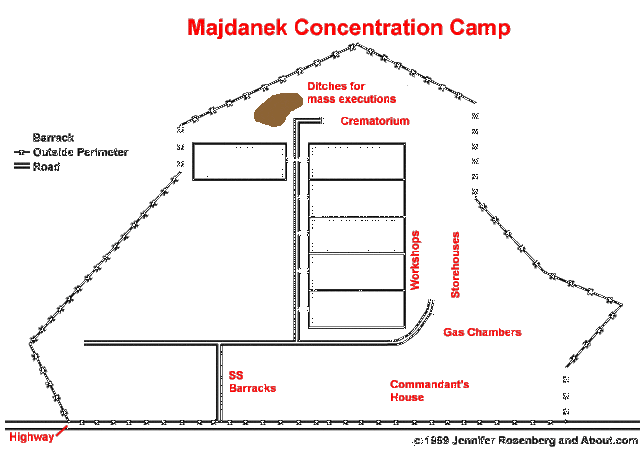 Majdanek Concentration Camp
Ditches for
mass executions
Crematorium
Barrack
Outside Perimeter
Road
Workshops
Storehouses
Gas Chambers
SS
Barracks
Commandant's
House
Highway
c 1959 Jennifer Rosenberg and About.com